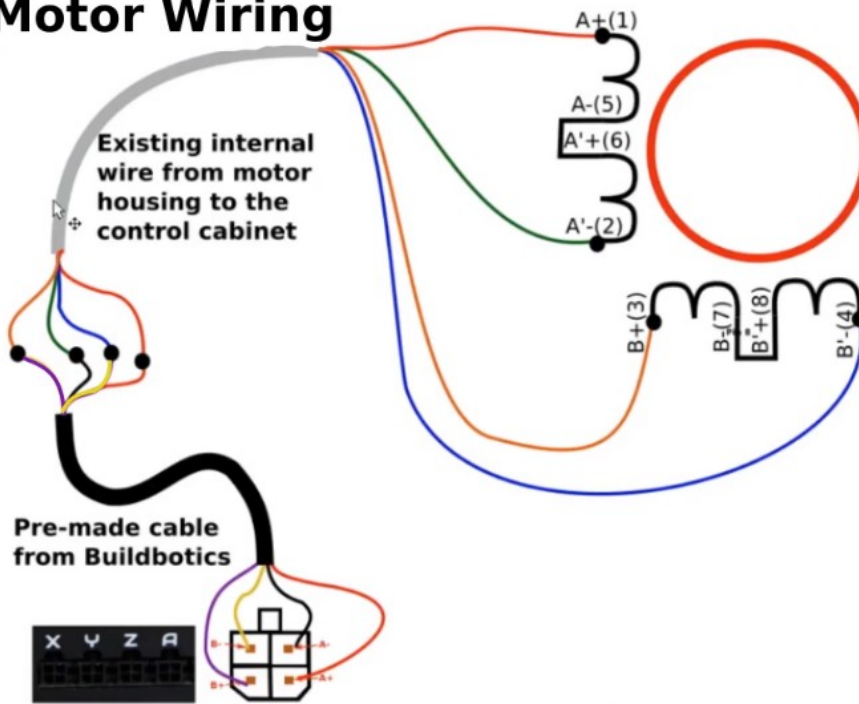 Motor Wiring
A+(1)
A-(5)
A'+(6)
A'-(2)
Existing internal
wire from motor
housing to the
control cabinet
B+(3)
B-(7)
B'+(8)
B'-(4)
Pre-made cable
from Buildbotics
X Y Z A
B- A-
B+ A+